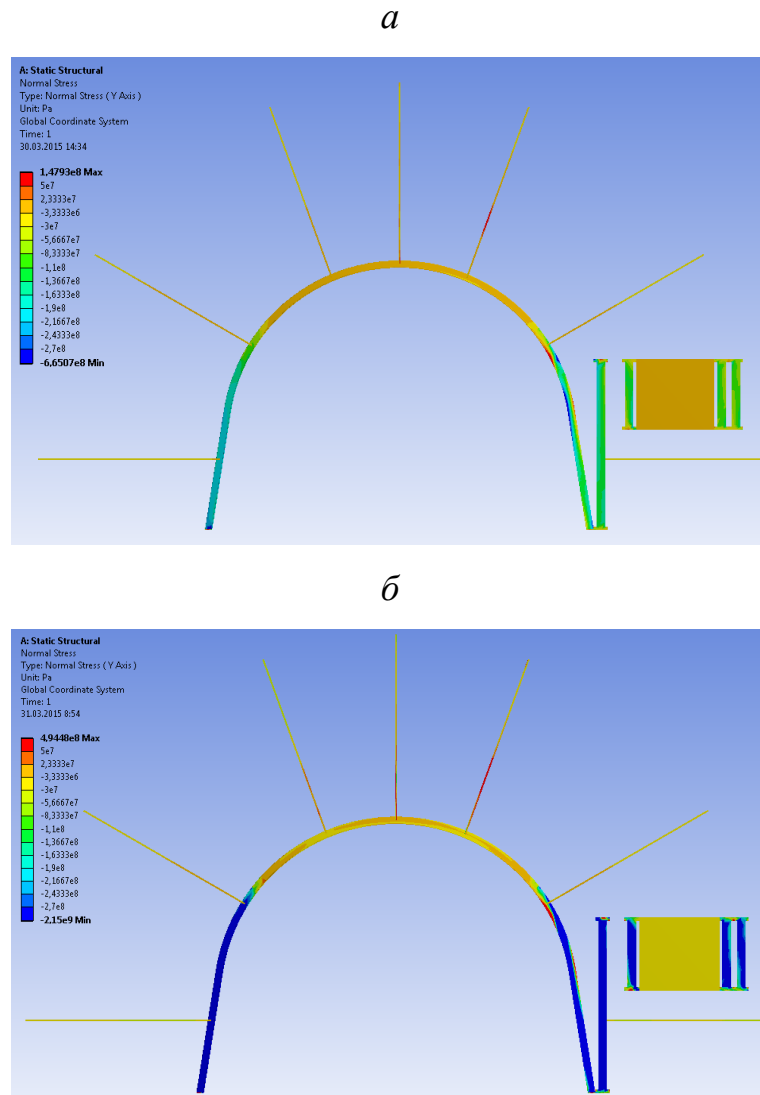 а
A: Static Structural
Normal Stress
Type: Normal Stress ( Y Axis )
Unit: Pa
Global Coordinate System
Time: 1
30.03.2015 14:34
1,4793e8 Max
5e7
2,3333e7
-3,3333e6
-3e7
-5,6667e7
-8,3333e7
-1,1e8
-1,3667e8
-1,6333e8
-1,9e8
-2,1667e8
-2,4333e8
-2,7e8
-6,6507e8 Min
б
A: Static Structural
Normal Stress
Type: Normal Stress ( Y Axis )
Unit: Pa
Global Coordinate System
Time: 1
31.03.2015 8:54
4,9448e8 Max
5e7
2,3333e7
-3,3333e6
-3e7
-5,6667e7
-8,3333e7
-1,1e8
-1,3667e8
-1,6333e8
-1,9e8
-2,1667e8
-2,4333e8
-2,7e8
-2,15e9 Min